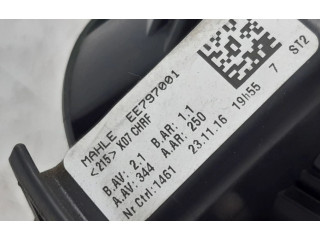 MAHLE EE797001
<215> X07 CHRF
B.AV: 2.1 B.AR: 1.1
A.AV: 344 A.AR: 250
Nr Ctrl:1461 23.11.16 19h55 7 ST2